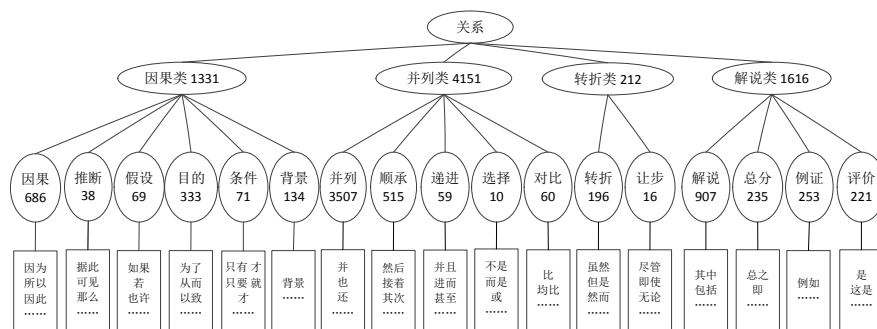 关系
因果类 1331
并列类 4151
转折类 212
解说类 1616
因果
686
推断
38
假设
69
目的
333
条件
71
背景
134
并列
3507
顺承
515
递进
59
选择
10
对比
60
转折
196
让步
16
解说
907
总分
235
例证
253
评价
221
因为
所以
因此
……
据此
可见
那么
……
如果
若
也许
……
为了
从而
以致
……
只有 才
只要 就
才
……
背景
……
并
也
还
……
然后
接着
其次
……
并且
进而
甚至
……
不是
而是
或
……
比
均比
……
虽然
但是
然而
……
尽管
即使
无论
……
其中
包括
……
总之
即
……
例如
……
是
这是
……